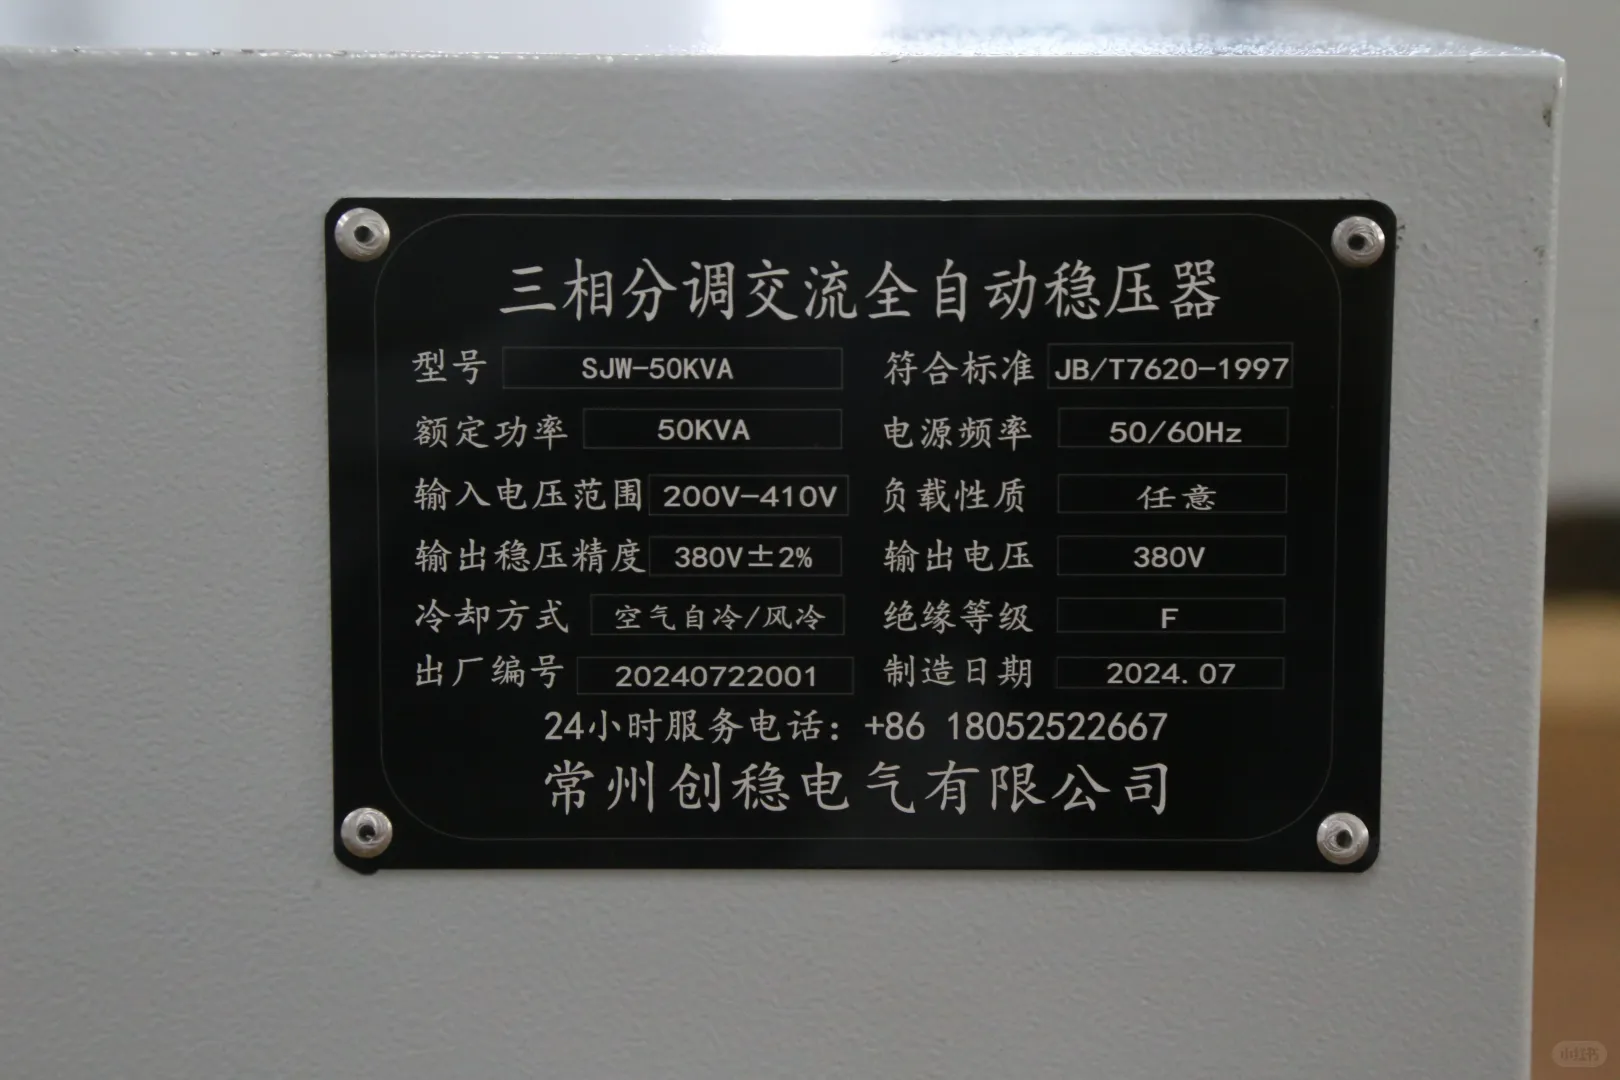 三相分调交流全自动稳压器
型号 SJW-50KVA 符合标准 JB/T7620-1997
额定功率 50KVA 电源频率 50/60Hz
输入电压范围 200V-410V 负载性质 任意
输出稳压精度 380V±2% 输出电压 380V
冷却方式 空气自冷/风冷 绝缘等级 F
出厂编号 20240722001 制造日期 2024.07
24小时服务电话：+86 18052522667
常州创稳电气有限公司
小红书